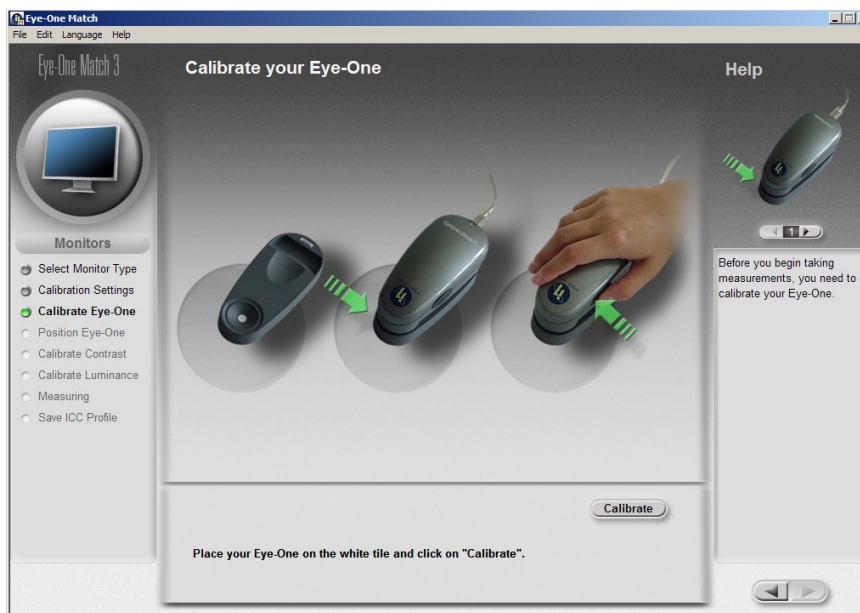 Eye-One Match
File Edit Language Help
Eye-One Match 3
Calibrate your Eye-One
Help
Monitors
Select Monitor Type
Calibration Settings
Calibrate Eye-One
Position Eye-One
Calibrate Contrast
Calibrate Luminance
Measuring
Save ICC Profile
Calibrate
Place your Eye-One on the white tile and click on "Calibrate".
1
Before you begin taking
measurements, you need to
calibrate your Eye-One.